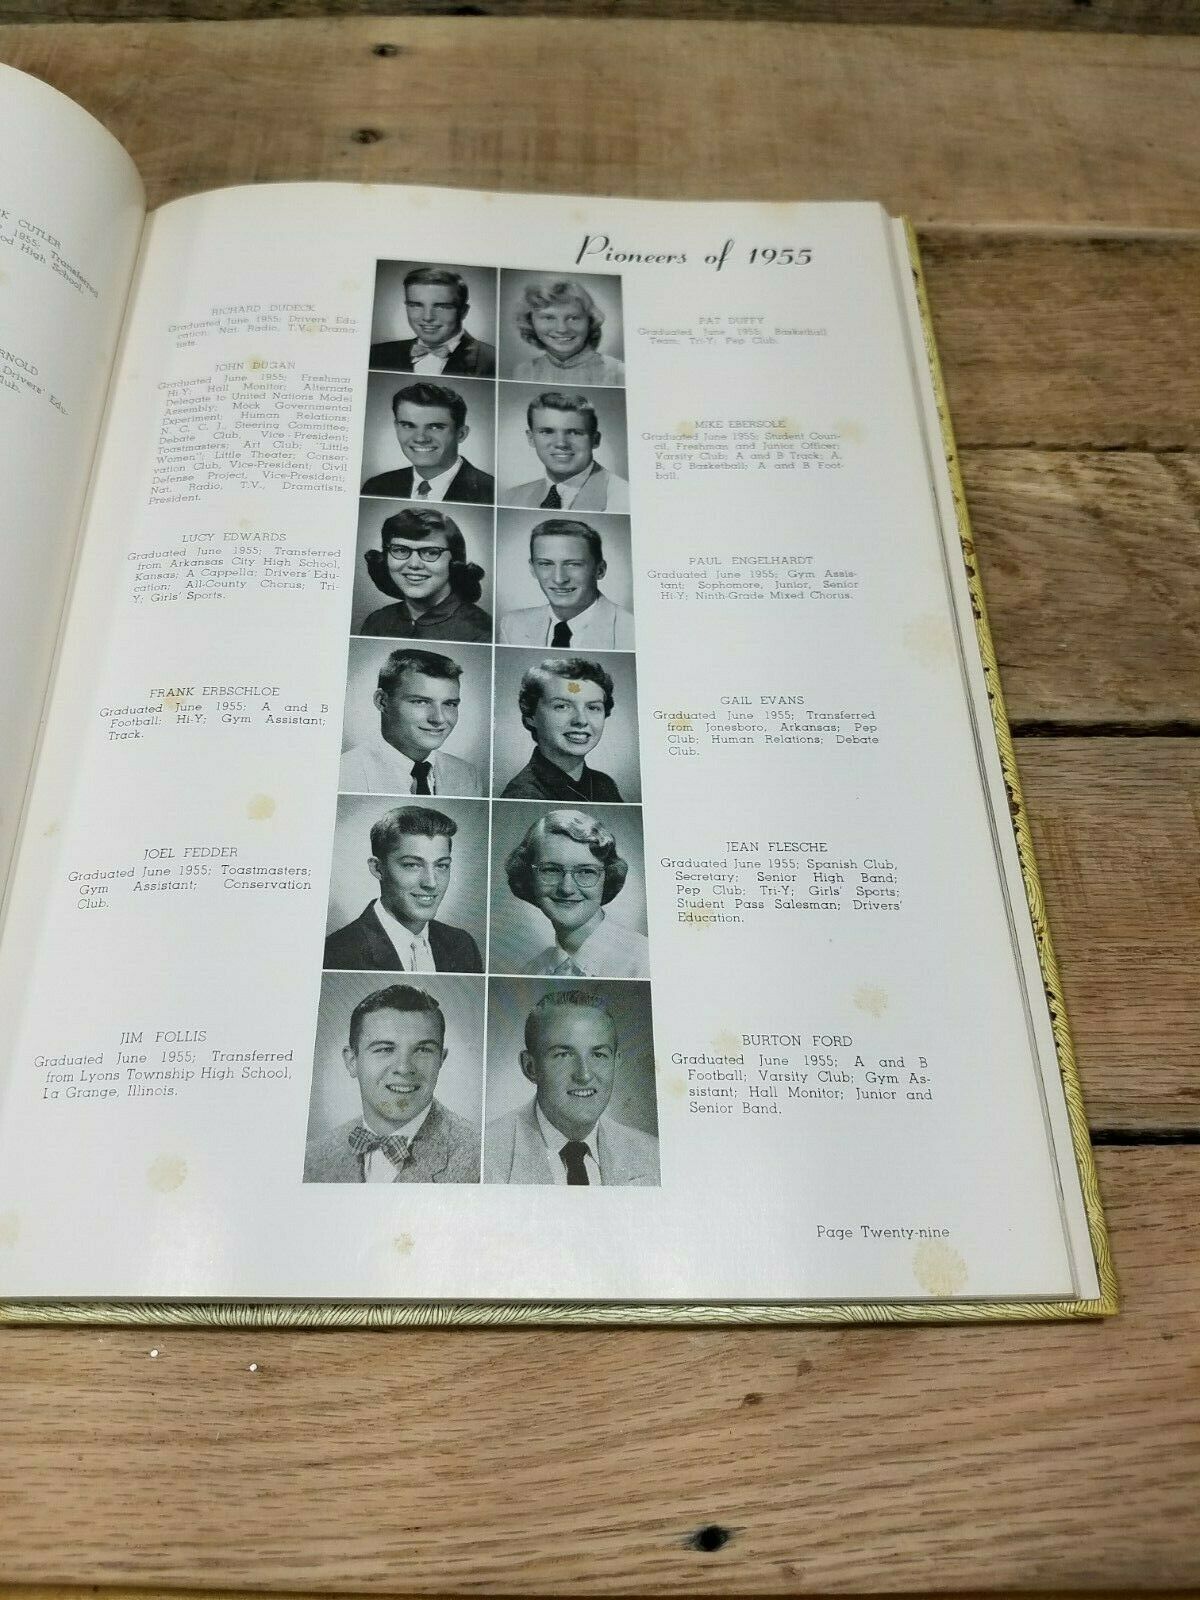 CUTLER
1955; Transferred
High School.
Drivers' Edu-
Club.
Pioneers of 1955
RICHARD DUDECK
Graduated June 1955; Drivers' Edu-
cation; Nat. Radio, T.V., Drama-
tists.
JOHN DUGAN
Graduated June 1955; Freshman
Hi-Y; Hall Monitor; Alternate
Delegate to United Nations Model
Assembly; Mock Governmental
Experiment; Human Relations;
N. C. C. J., Steering Committee;
Debate Club, Vice-President;
Toastmasters; Art Club; "Little
Women"; Little Theater; Conser-
vation Club, Vice-President; Civil
Defense Project, Vice-President;
Nat. Radio, T.V., Dramatists,
President.
LUCY EDWARDS
Graduated June 1955; Transferred
from Arkansas City High School,
Kansas; A Cappella; Drivers' Edu-
cation; All-County Chorus; Tri-
Y; Girls' Sports.
FRANK ERBSCHLOE
Graduated June 1955; A and B
Football; Hi-Y; Gym Assistant;
Track.
JOEL FEDDER
Graduated June 1955; Toastmasters;
Gym Assistant; Conservation
Club.
JIM FOLLIS
Graduated June 1955; Transferred
from Lyons Township High School,
La Grange, Illinois.
PAT DUFFY
Graduated June 1955; Basketball
Team; Tri-Y; Pep Club.
MIKE EBERSOLE
Graduated June 1955; Student Coun-
cil, Freshman and Junior Officer;
Varsity Club; A and B Track; A,
B, C Basketball; A and B Foot-
ball.
PAUL ENGELHARDT
Graduated June 1955; Gym Assis-
tant; Sophomore, Junior, Senior
Hi-Y; Ninth-Grade Mixed Chorus.
GAIL EVANS
Graduated June 1955; Transferred
from Jonesboro, Arkansas; Pep
Club; Human Relations; Debate
Club.
JEAN FLESCHE
Graduated June 1955; Spanish Club,
Secretary; Senior High Band;
Pep Club; Tri-Y; Girls' Sports;
Student Pass Salesman; Drivers'
Education.
BURTON FORD
Graduated June 1955; A and B
Football; Varsity Club; Gym As-
sistant; Hall Monitor; Junior and
Senior Band.
Page Twenty-nine